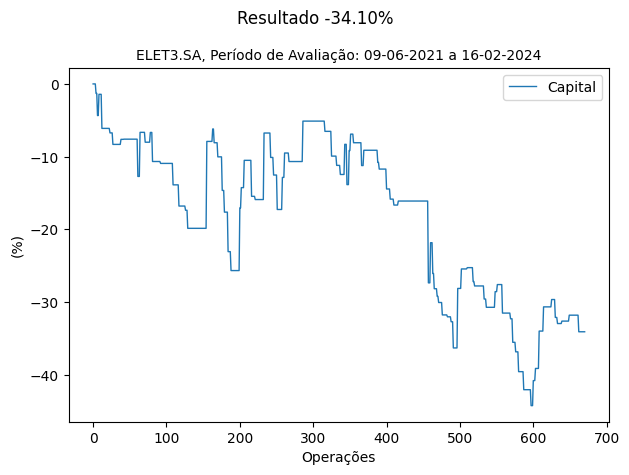 Resultado -34.10%
ELET3.SA, Período de Avaliação: 09-06-2021 a 16-02-2024
Capital
0
−10
−20
−30
−40
(%)
0 100 200 300 400 500 600 700
Operações